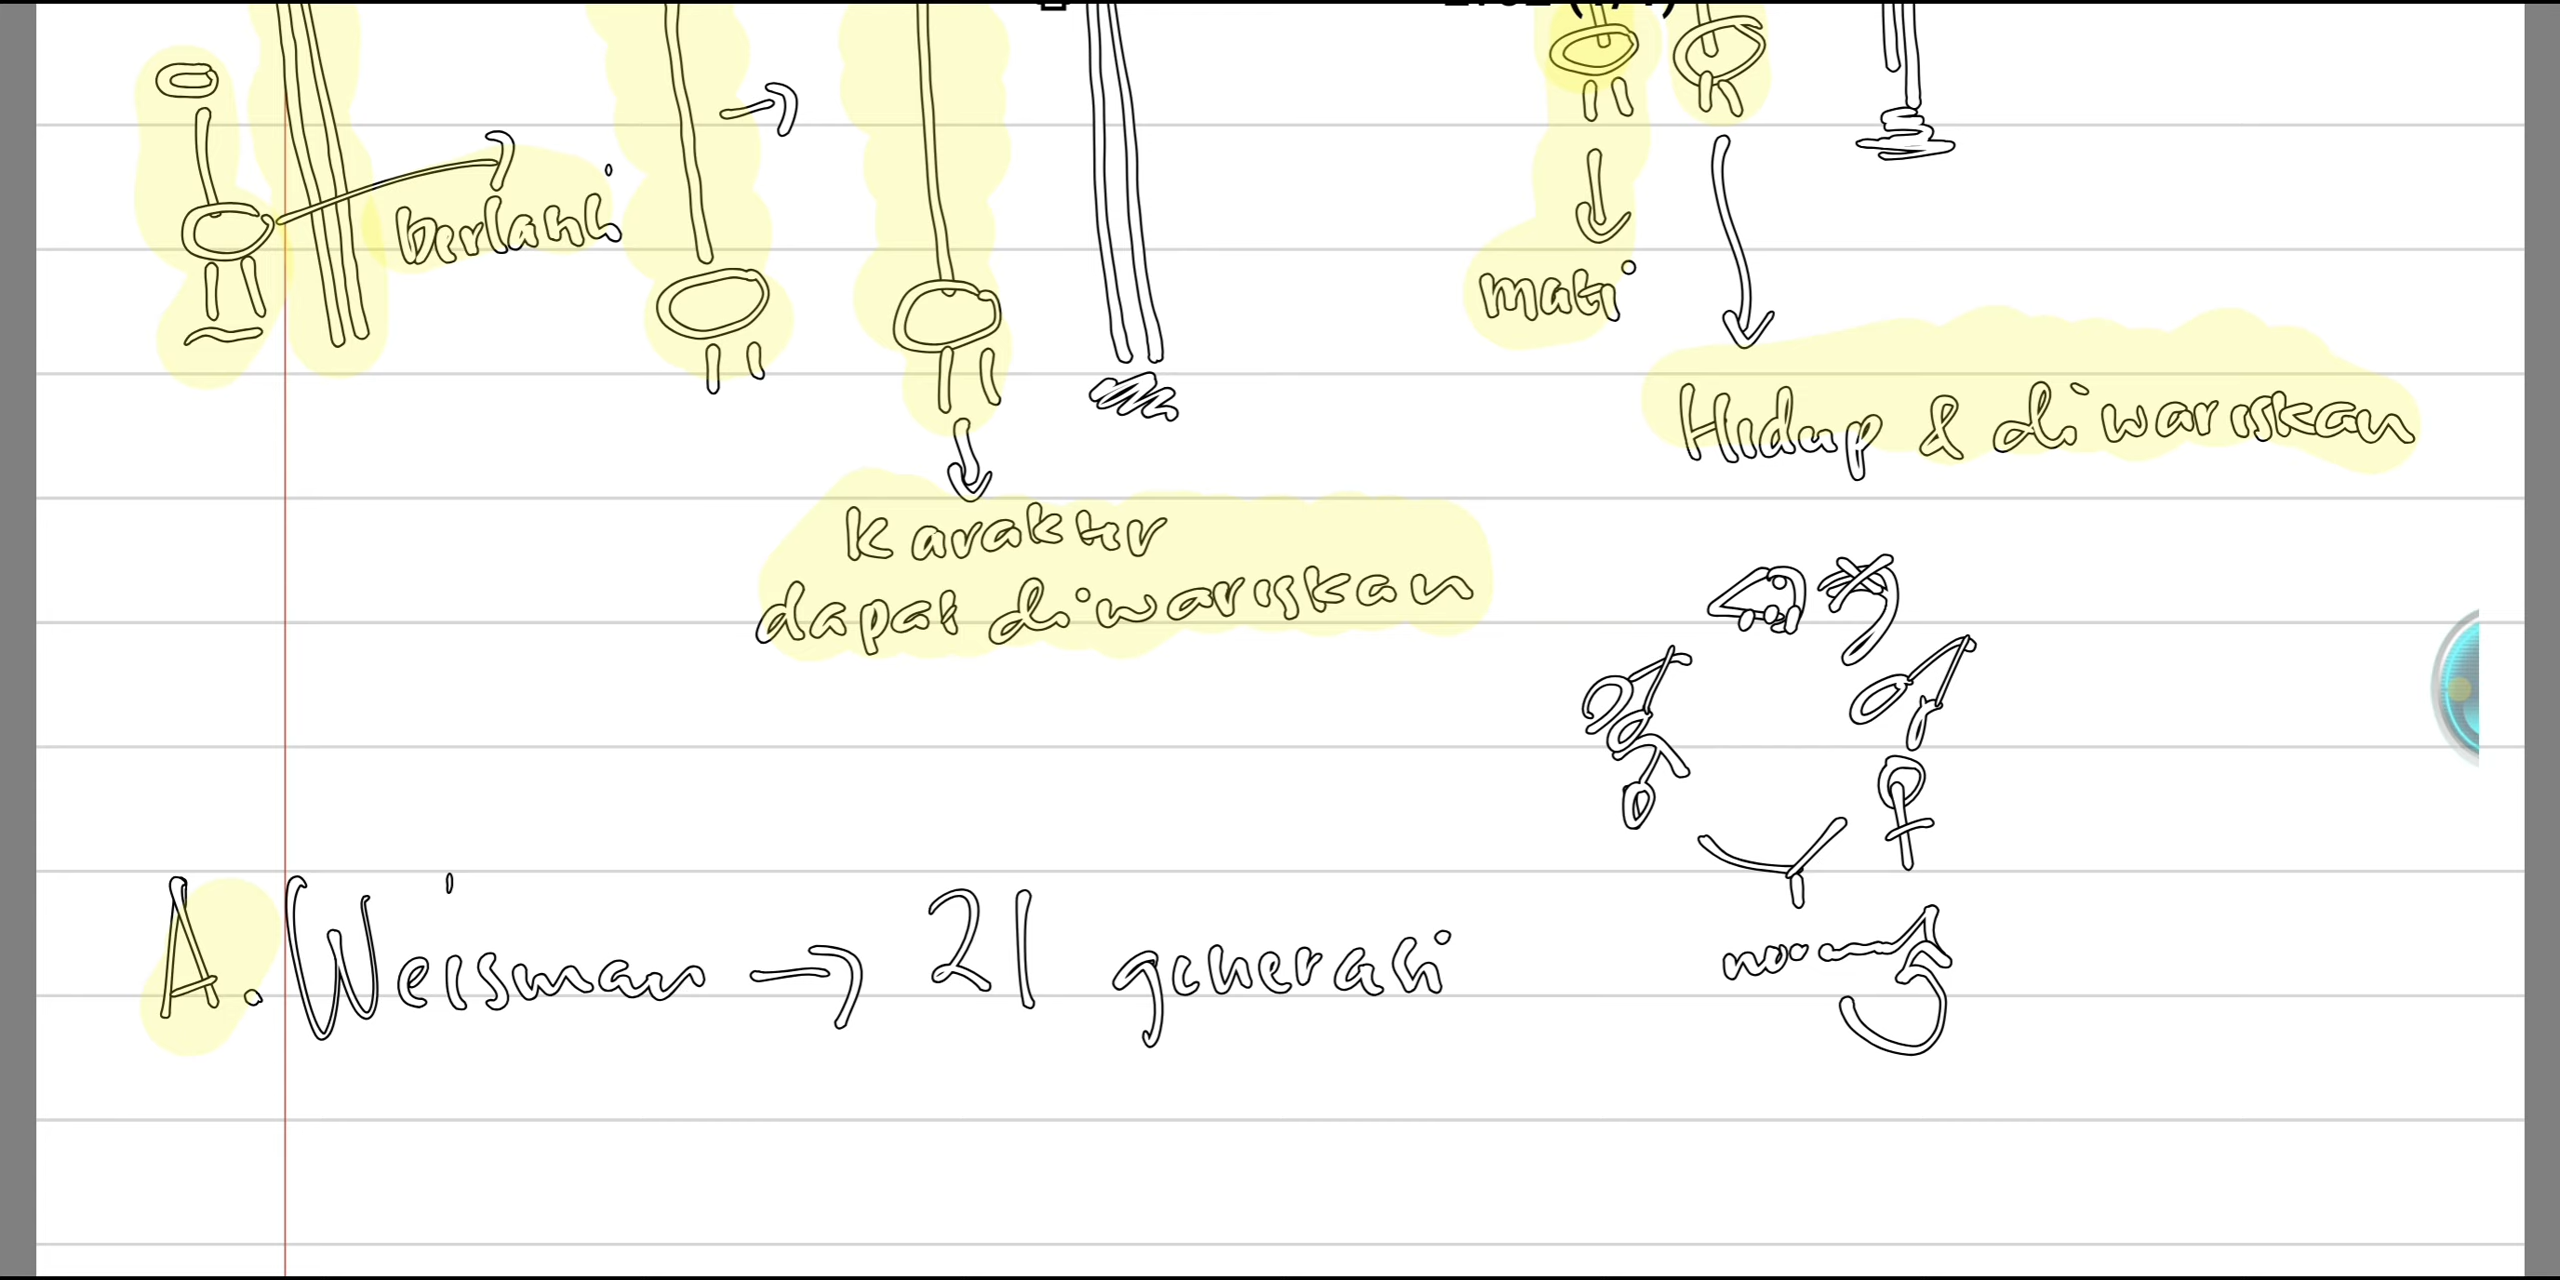 berlatih
mati
Hidup & diwariskan
Karakter
dapat diwariskan
A. Weisman → 21 generasi